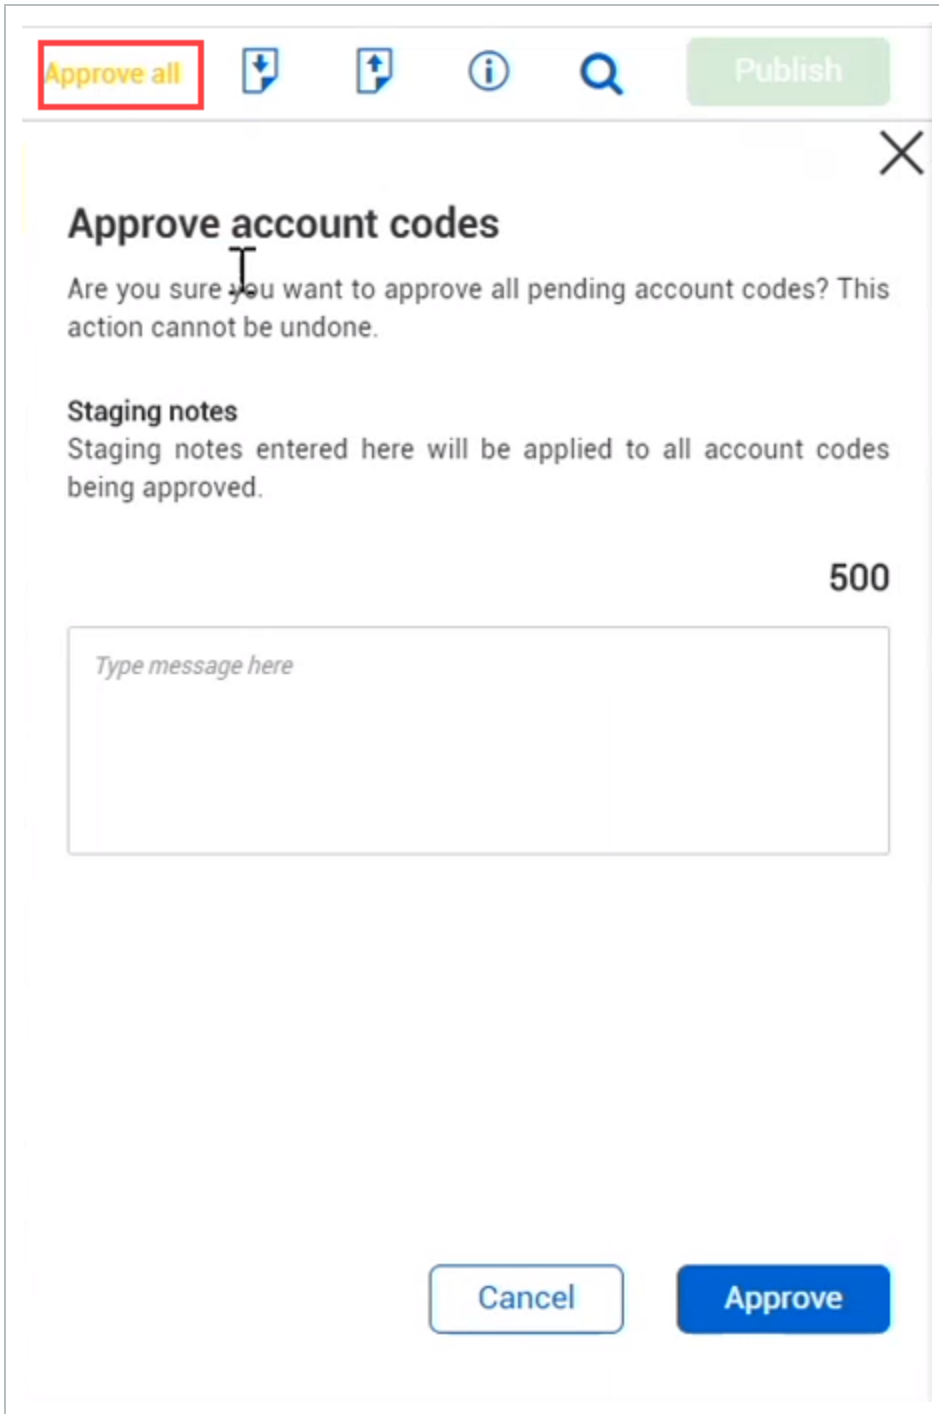 Approve all Publish
Approve account codes
Are you sure you want to approve all pending account codes? This
action cannot be undone.
Staging notes
Staging notes entered here will be applied to all account codes
being approved.
500
Type message here
Cancel Approve